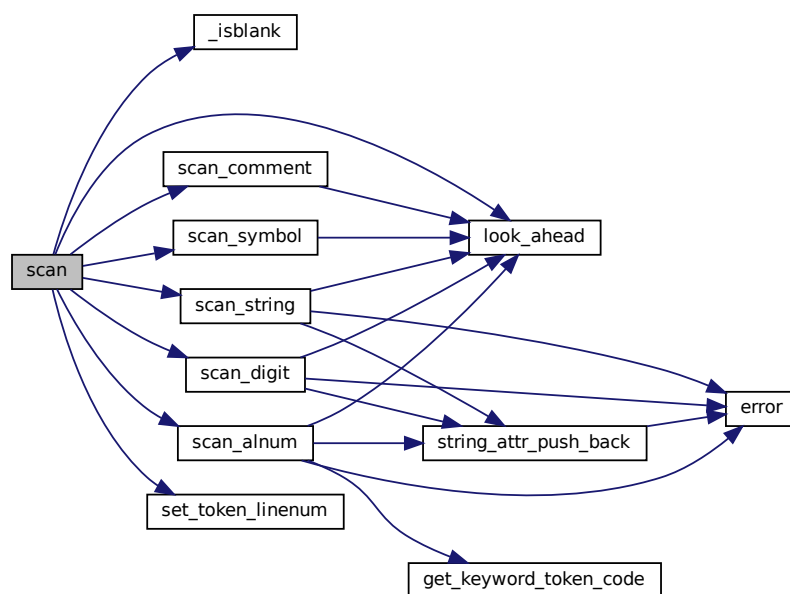 _isblank
scan_comment
scan_symbol
look_ahead
scan
scan_string
scan_digit
error
scan_alnum
string_attr_push_back
set_token_linenum
get_keyword_token_code